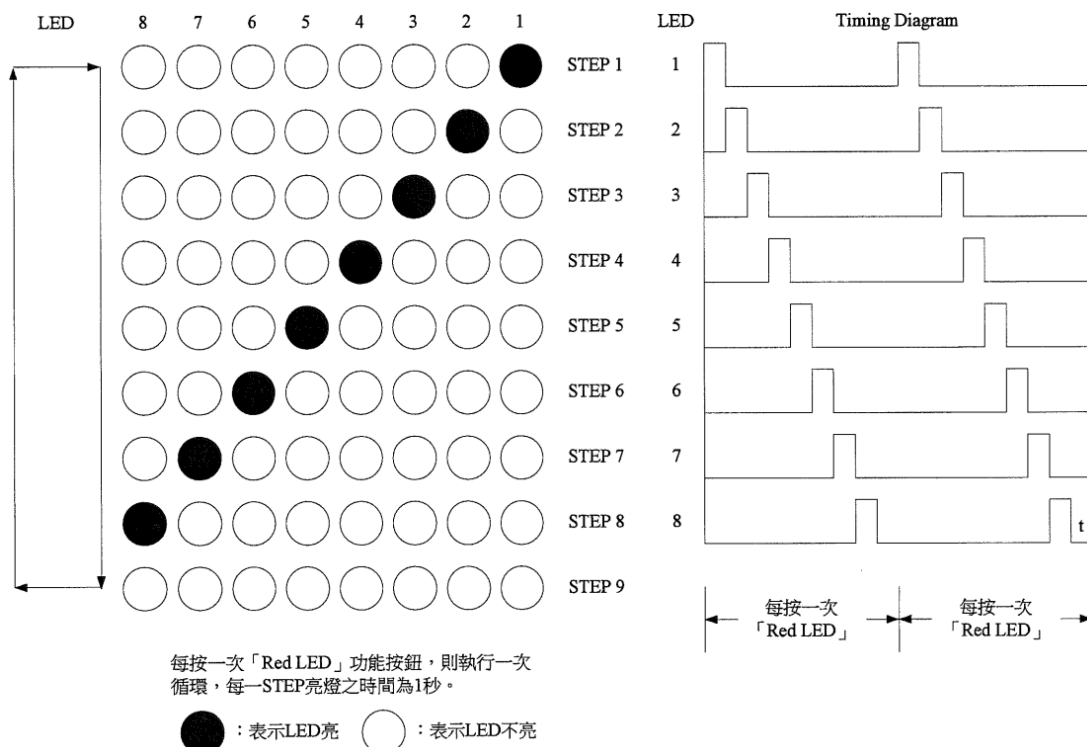 LED 8 7 6 5 4 3 2 1
STEP 1
STEP 2
STEP 3
STEP 4
STEP 5
STEP 6
STEP 7
STEP 8
STEP 9
每按一次「Red LED」功能按鈕,則執行一次
循環,每一STEP亮燈之時間為1秒。
:表示LED亮 :表示LED不亮
LED Timing Diagram
1
2
3
4
5
6
7
8 t
每按一次 每按一次
「Red LED」 「Red LED」